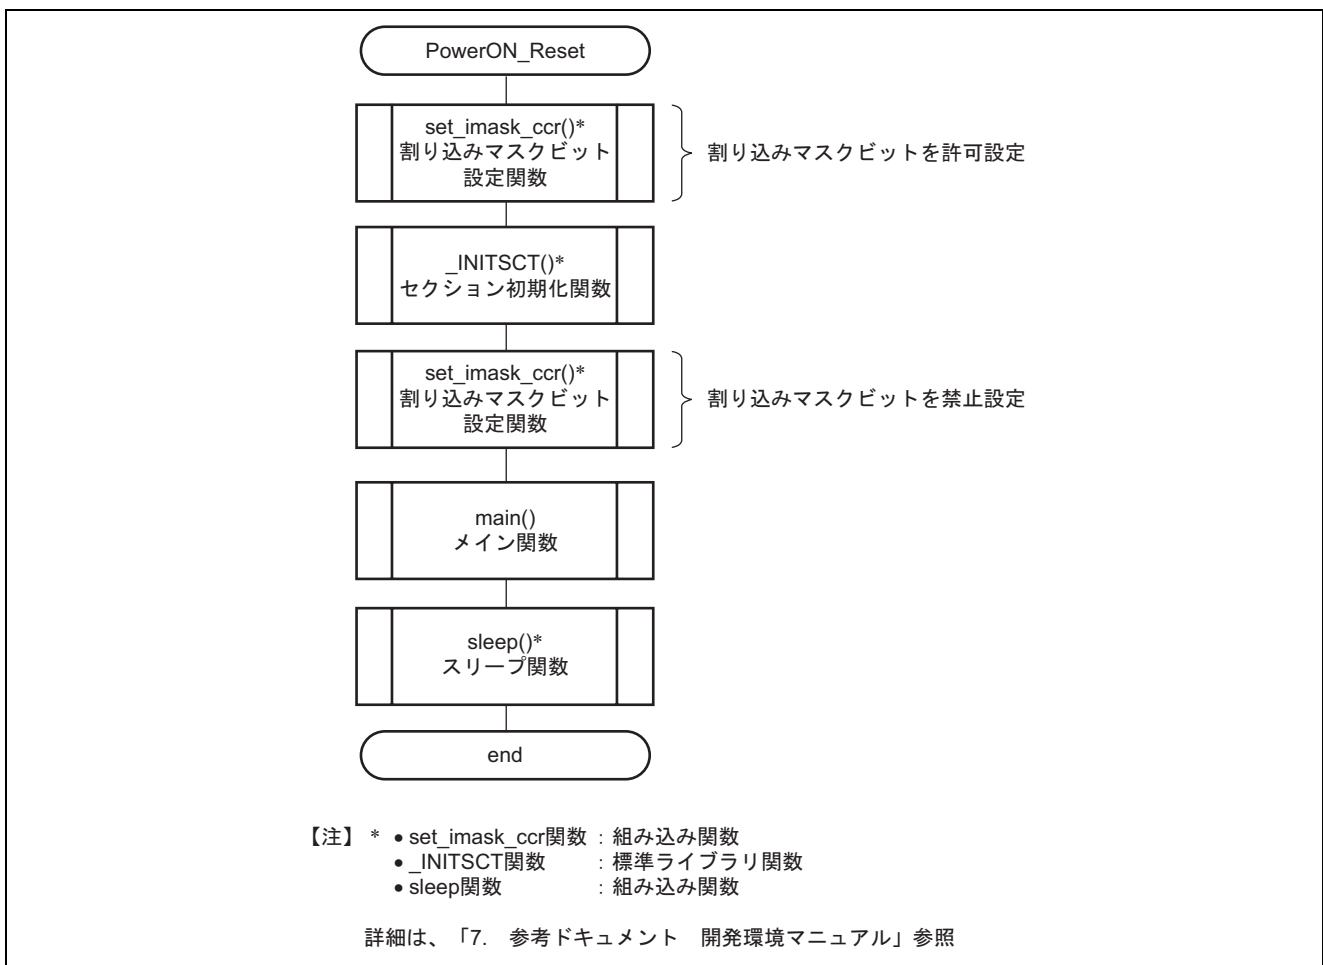 PowerON_Reset
set_imask_ccr()*
割り込みマスクビット
設定関数
割り込みマスクビットを許可設定
_INITSCT()*
セクション初期化関数
set_imask_ccr()*
割り込みマスクビット
設定関数
割り込みマスクビットを禁止設定
main()
メイン関数
sleep()*
スリープ関数
end
【注】 * ● set_imask_ccr関数 : 組み込み関数
● _INITSCT関数 : 標準ライブラリ関数
● sleep関数 : 組み込み関数
詳細は、「7. 参考ドキュメント 開発環境マニュアル」参照